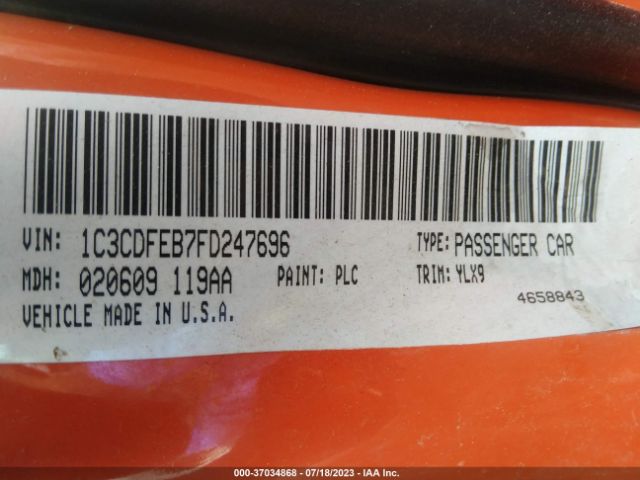 VIN: 1C3CDFEB7FD247696 TYPE: PASSENGER CAR
MDH: 020609 119AA PAINT: PLC TRIM: YLX9
VEHICLE MADE IN U.S.A. 4658843
000-37034868 - 07/18/2023 - IAA Inc.